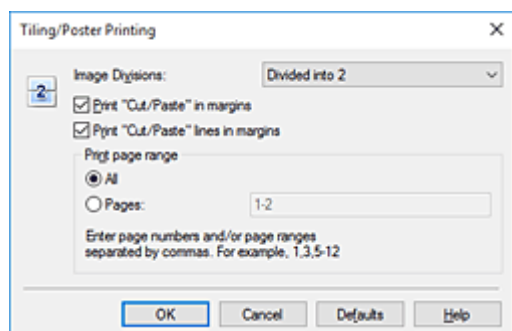 Tiling/Poster Printing
Image Divisions: Divided into 2
2
Print "Cut/Paste" in margins
Print "Cut/Paste" lines in margins
Print page range
All
Pages: 1-2
Enter page numbers and/or page ranges
separated by commas. For example, 1,3,5-12
OK Cancel Defaults Help